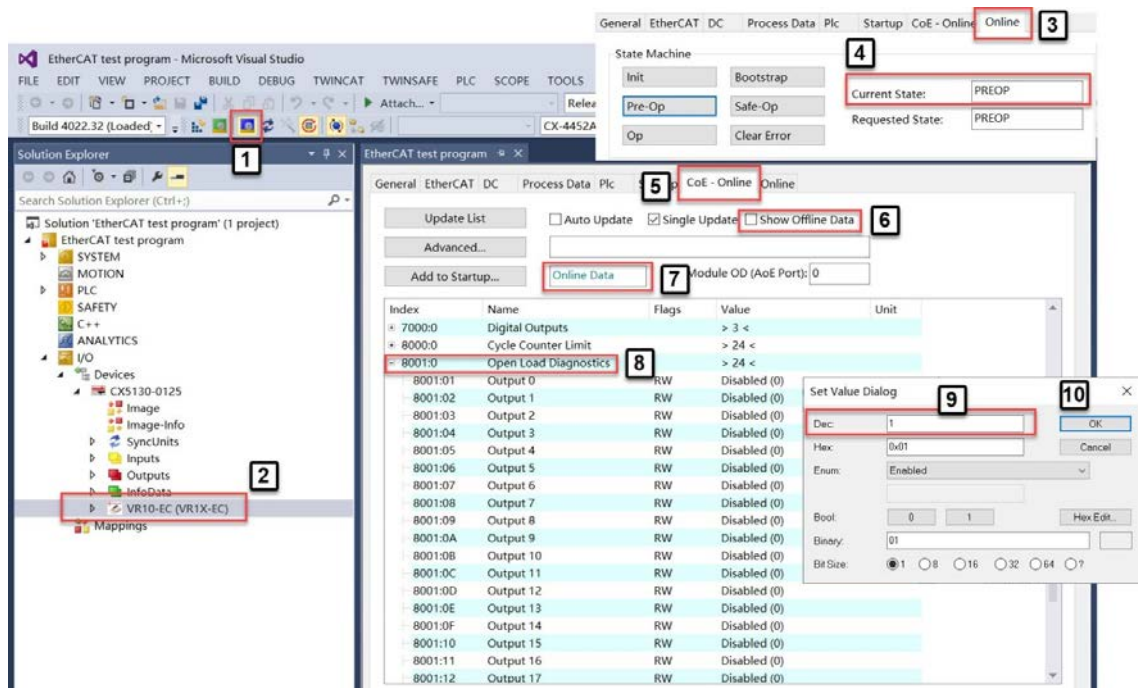 General EtherCAT DC Process Data Plc Startup CoE - Online Online
3
State Machine
4
Init Bootstrap
Current State: PREOP
Pre-Op Safe-Op
Requested State: PREOP
Op Clear Error
EtherCAT test program - Microsoft Visual Studio
FILE EDIT VIEW PROJECT BUILD DEBUG TWINCAT TWINSAFE PLC SCOPE TOOLS
Attach...
Build 4022.32 (Loaded)
CX-4452A
1
Solution Explorer
Search Solution Explorer (Ctrl+;)
Solution 'EtherCAT test program' (1 project)
EtherCAT test program
SYSTEM
MOTION
PLC
SAFETY
C++
ANALYTICS
I/O
Devices
CX5130-0125
Image
Image-Info
SyncUnits
Inputs
Outputs
2
InfoData
VR10-EC (VR1X-EC)
Mappings
EtherCAT test program
General EtherCAT DC Process Data Plc CoE - Online Online
5
Update List Auto Update Single Update Show Offline Data
6
Advanced...
Add to Startup... Online Data Module OD (AoE Port): 0
7
Index Name Flags Value Unit
7000:0 Digital Outputs > 3 <
8000:0 Cycle Counter Limit > 24 <
8001:0 Open Load Diagnostics > 24 <
8
8001:01 Output 0 RW Disabled (0)
8001:02 Output 1 RW Disabled (0)
8001:03 Output 2 RW Disabled (0)
8001:04 Output 3 RW Disabled (0)
8001:05 Output 4 RW Disabled (0)
8001:06 Output 5 RW Disabled (0)
8001:07 Output 6 RW Disabled (0)
8001:08 Output 7 RW Disabled (0)
8001:09 Output 8 RW Disabled (0)
8001:0A Output 9 RW Disabled (0)
8001:0B Output 10 RW Disabled (0)
8001:0C Output 11 RW Disabled (0)
8001:0D Output 12 RW Disabled (0)
8001:0E Output 13 RW Disabled (0)
8001:0F Output 14 RW Disabled (0)
8001:10 Output 15 RW Disabled (0)
8001:11 Output 16 RW Disabled (0)
8001:12 Output 17 RW Disabled (0)
Set Value Dialog
9
10
Dec: 1 OK
Hex: 0x01 Cancel
Enum: Enabled
Bool: 0 1 Hex Edit...
Binary: 01
Bit Size: 1 8 16 32 64 ?